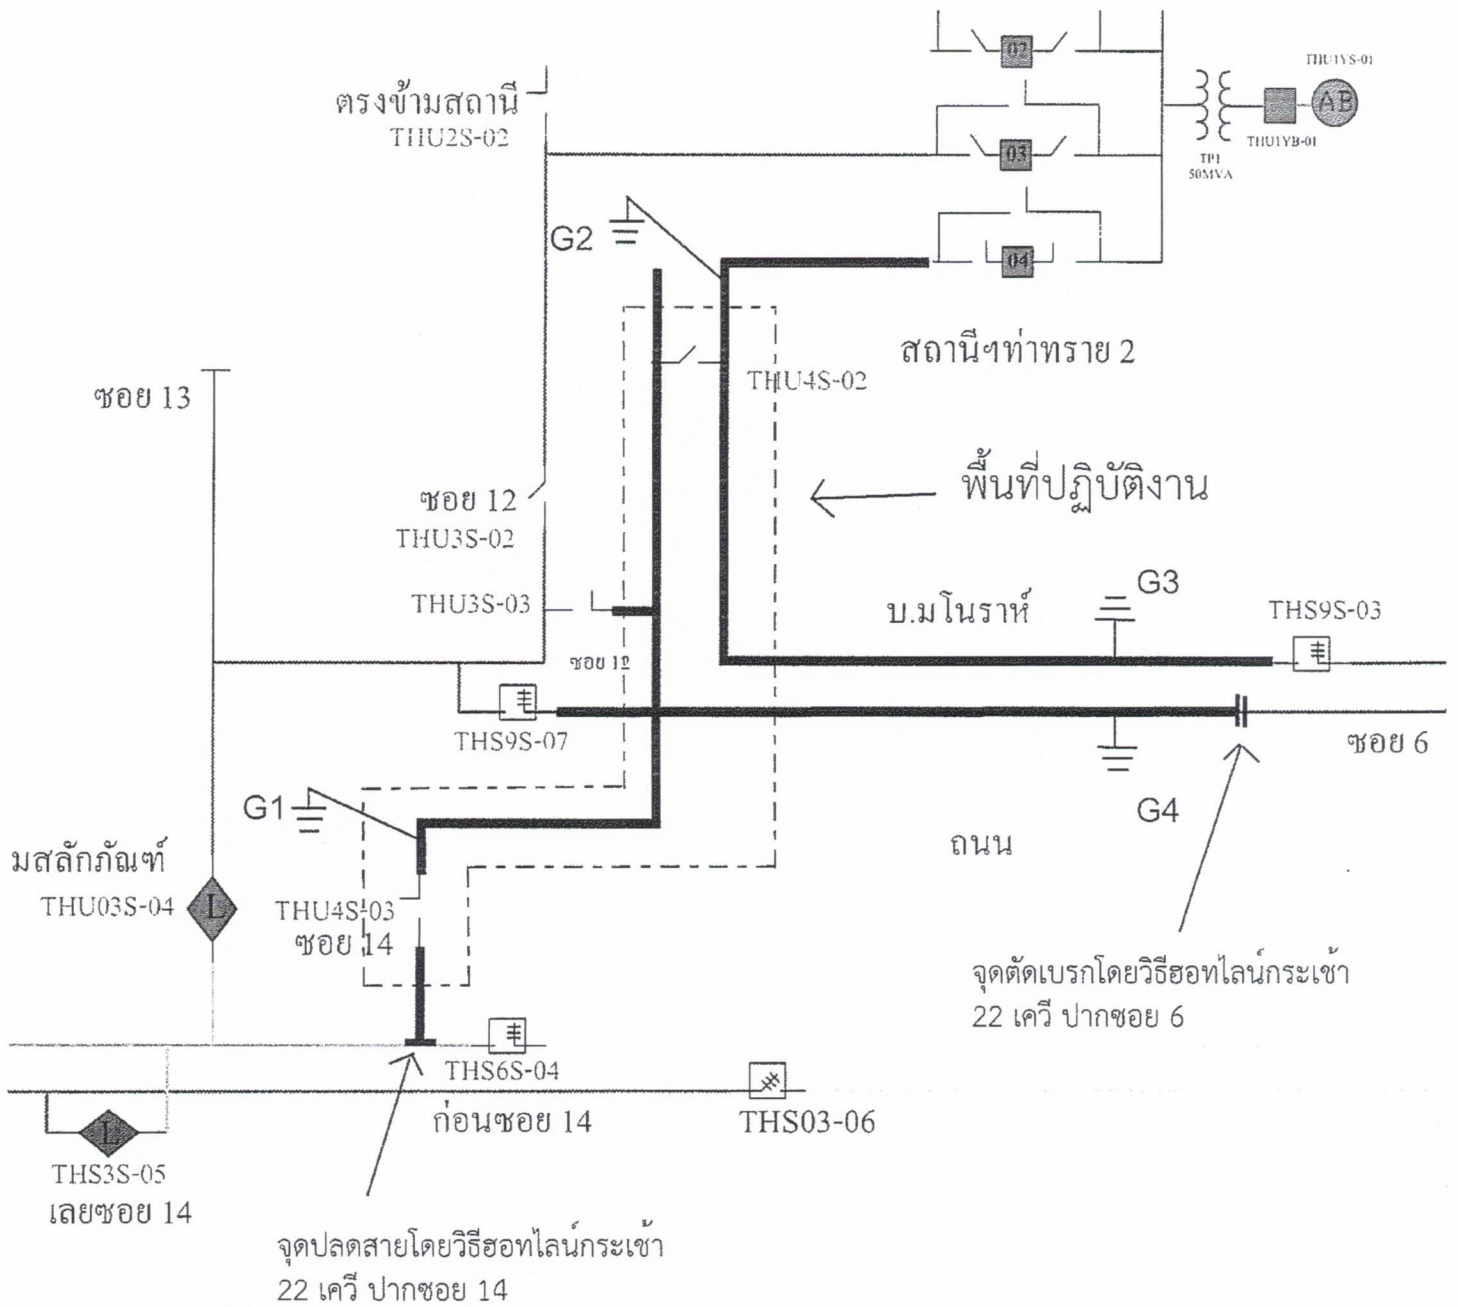 02
THU1YS-01
AB
ตรงข้ามสถานี
THU2S-02
03
TP1
50MVA
THU1YB-01
G2
04
สถานีฯท่าทราย 2
THU4S-02
ซอย 13
พื้นที่ปฏิบัติงาน
ซอย 12
THU3S-02
THU3S-03
G3
บ.มโนราห์
THS9S-03
ซอย 12
THS9S-07
ซอย 6
G1
G4
ถนน
มสลักภัณฑ์
THU03S-04
L
THU4S-03
ซอย 14
จุดตัดเบรกโดยวิธีฮอทไลน์กระเช้า
22 เควี ปากซอย 6
THS6S-04
ก่อนซอย 14
THS03-06
L
THS3S-05
เลยซอย 14
จุดปลดสายโดยวิธีฮอทไลน์กระเช้า
22 เควี ปากซอย 14